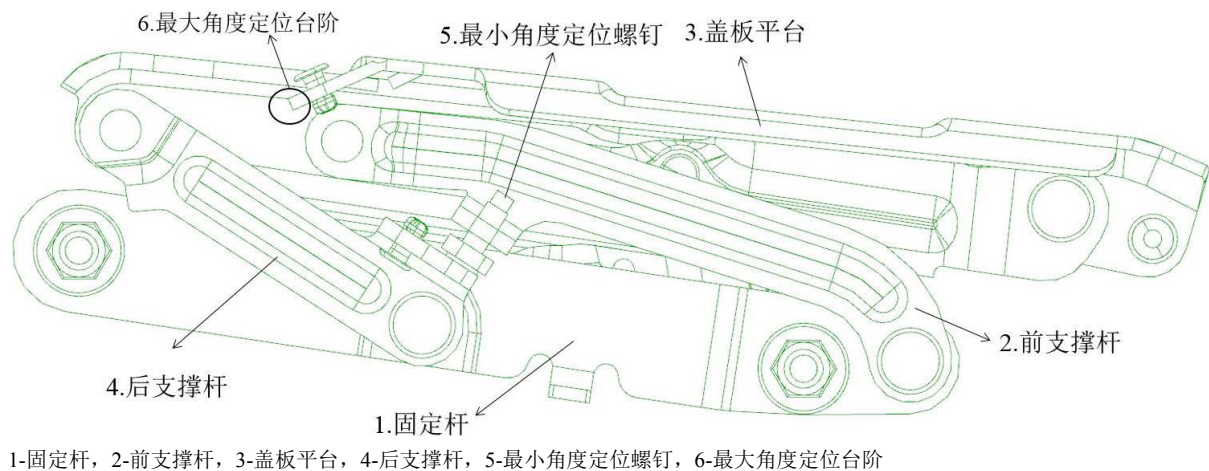 6.最大角度定位台阶
5.最小角度定位螺钉
3.盖板平台
2.前支撑杆
4.后支撑杆
1.固定杆
1-固定杆，2-前支撑杆，3-盖板平台，4-后支撑杆，5-最小角度定位螺钉，6-最大角度定位台阶